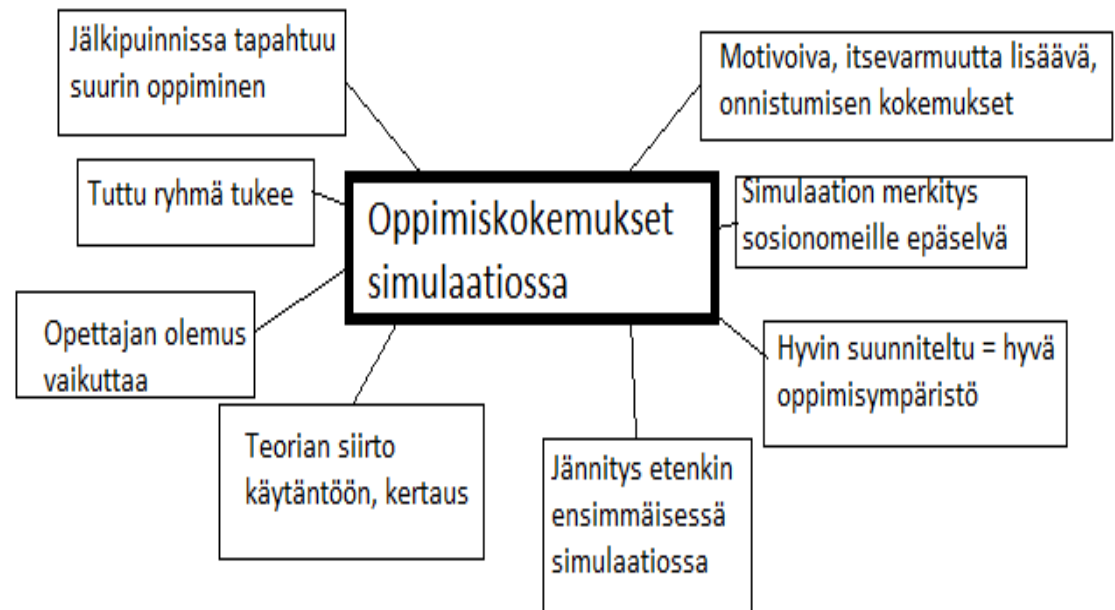 Jälkipuinnissa tapahtuu
suurin oppiminen
Motivoiva, itsevarmuutta lisäävä,
onnistumisen kokemukset
Tuttu ryhmä tukee
Oppimiskokemukset
simulaatiossa
Simulaation merkitys
sosionomeille epäselvä
Opettajan olemus
vaikuttaa
Hyvin suunniteltu = hyvä
oppimisympäristö
Teorian siirto
käytäntöön, kertaus
Jännitys etenkin
ensimmäisessä
simulaatiossa